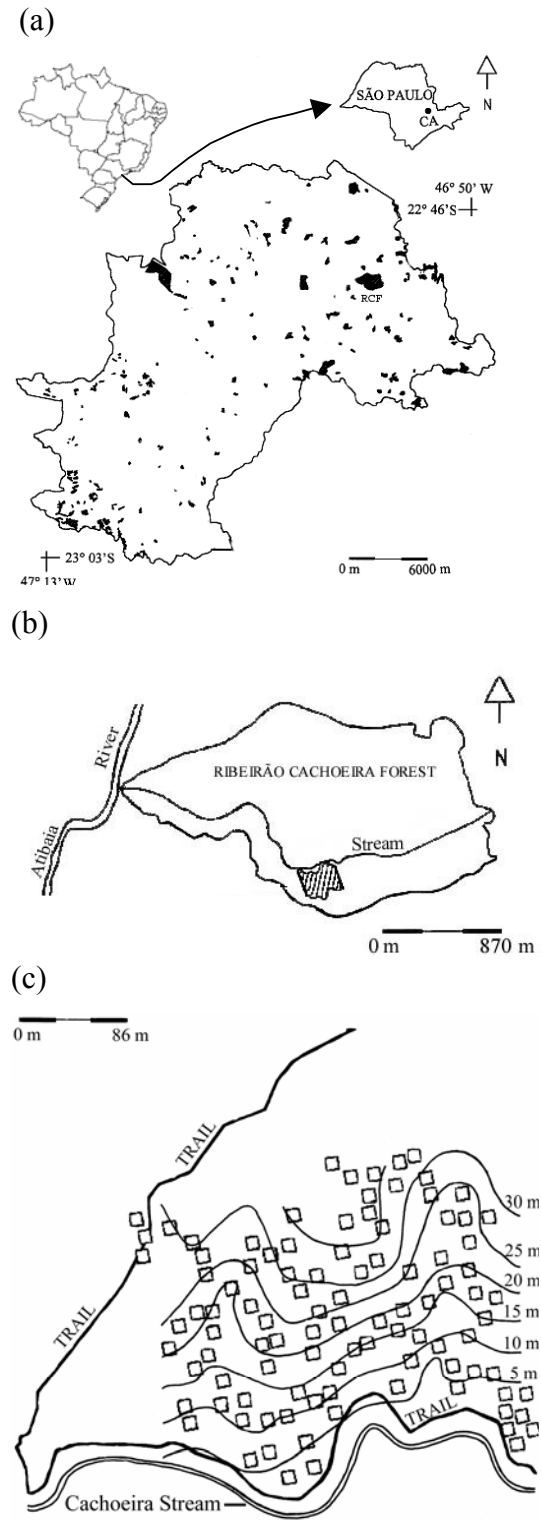 (a)
SÃO PAULO
CA
N
46° 50' W
22° 46'S
RCF
23° 03'S
47° 13' W
0 m 6000 m
(b)
N
River
Atibaia
RIBEIRÃO CACHOEIRA FOREST
Stream
0 m 870 m
(c)
0 m 86 m
TRAIL
TRAIL
30 m
25 m
20 m
15 m
10 m
5 m
TRAIL
Cachoeira Stream